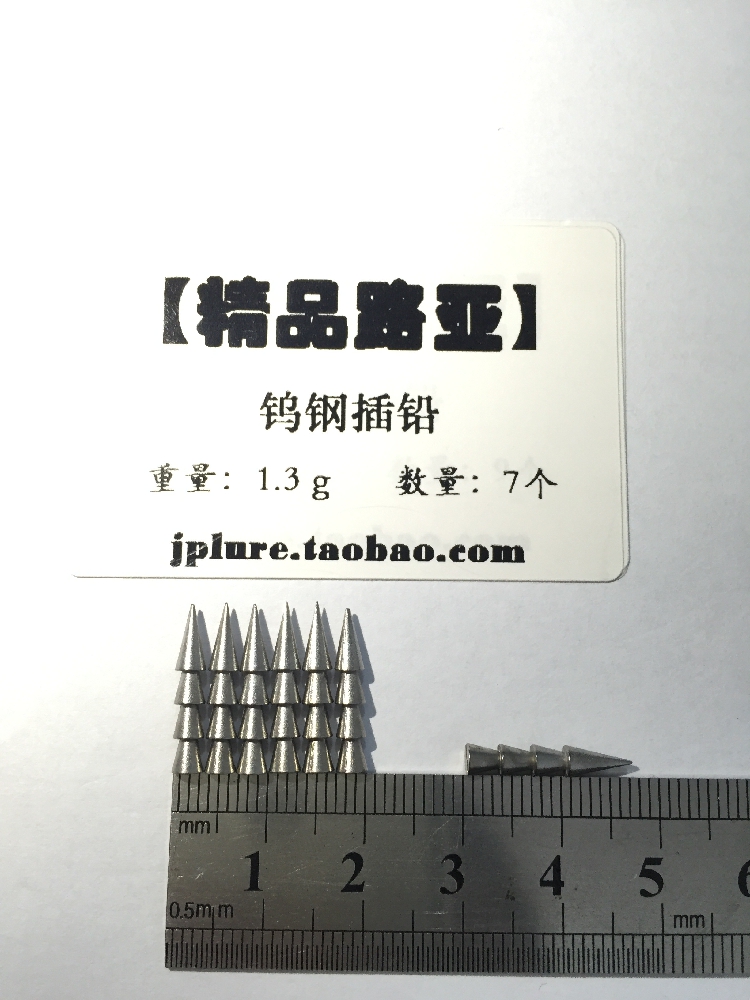 【精品路亚】
钨钢插铅
重量：1.3 g 数量：7个
jplure.taobao.com
mm
1 2 3 4 5 6
0.5mm mm